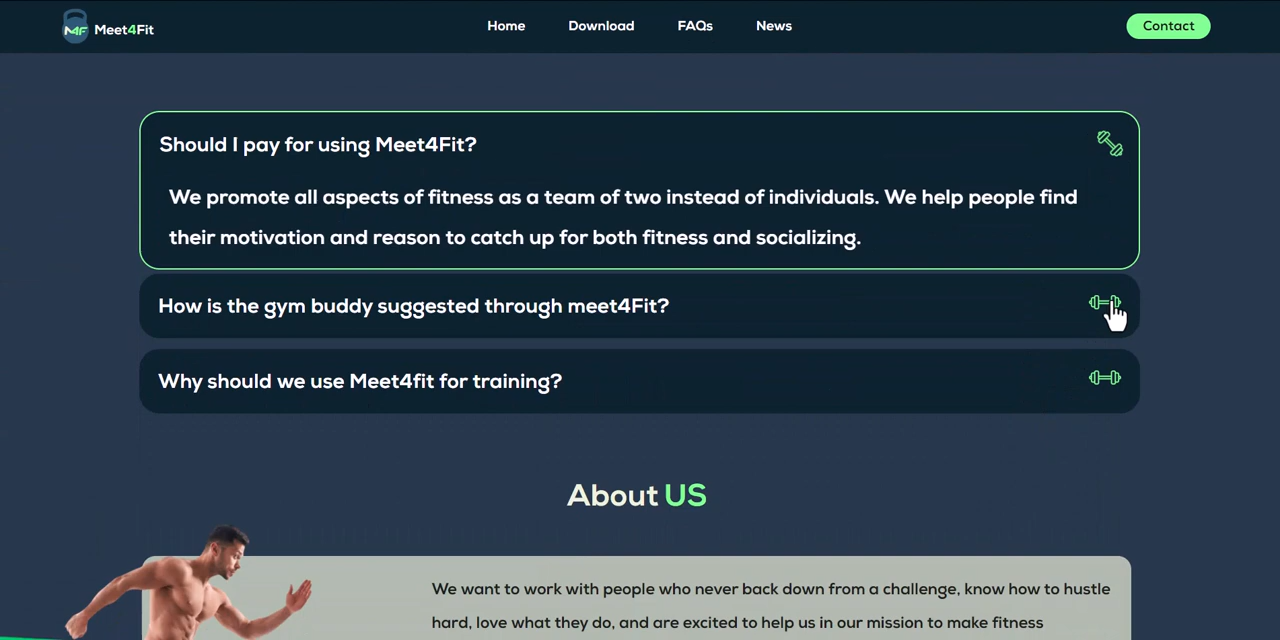 M4F Meet4Fit
Home Download FAQs News
Contact
Should I pay for using Meet4Fit?
We promote all aspects of fitness as a team of two instead of individuals. We help people find
their motivation and reason to catch up for both fitness and socializing.
How is the gym buddy suggested through meet4Fit?
Why should we use Meet4fit for training?
About US
We want to work with people who never back down from a challenge, know how to hustle
hard, love what they do, and are excited to help us in our mission to make fitness